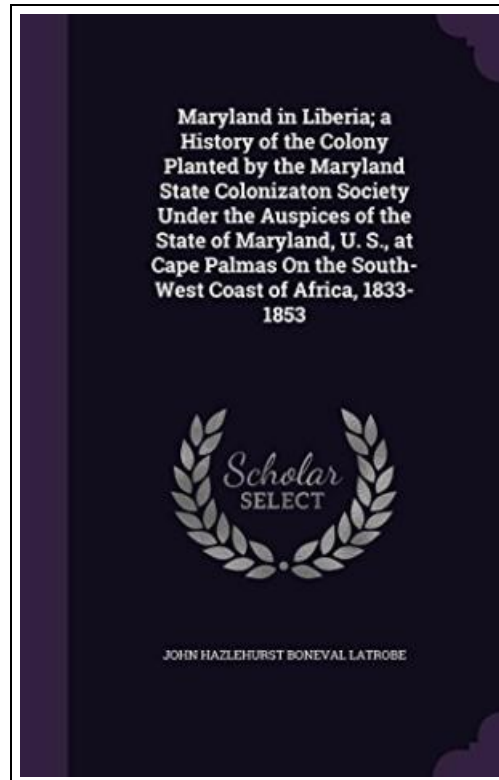 Maryland in Liberia; a
History of the Colony
Planted by the Maryland
State Colonizaton Society
Under the Auspices of the
State of Maryland, U. S., at
Cape Palmas On the South-
West Coast of Africa, 1833-
1853
Scholar
SELECT
JOHN HAZLEHURST BONEVAL LATROBE